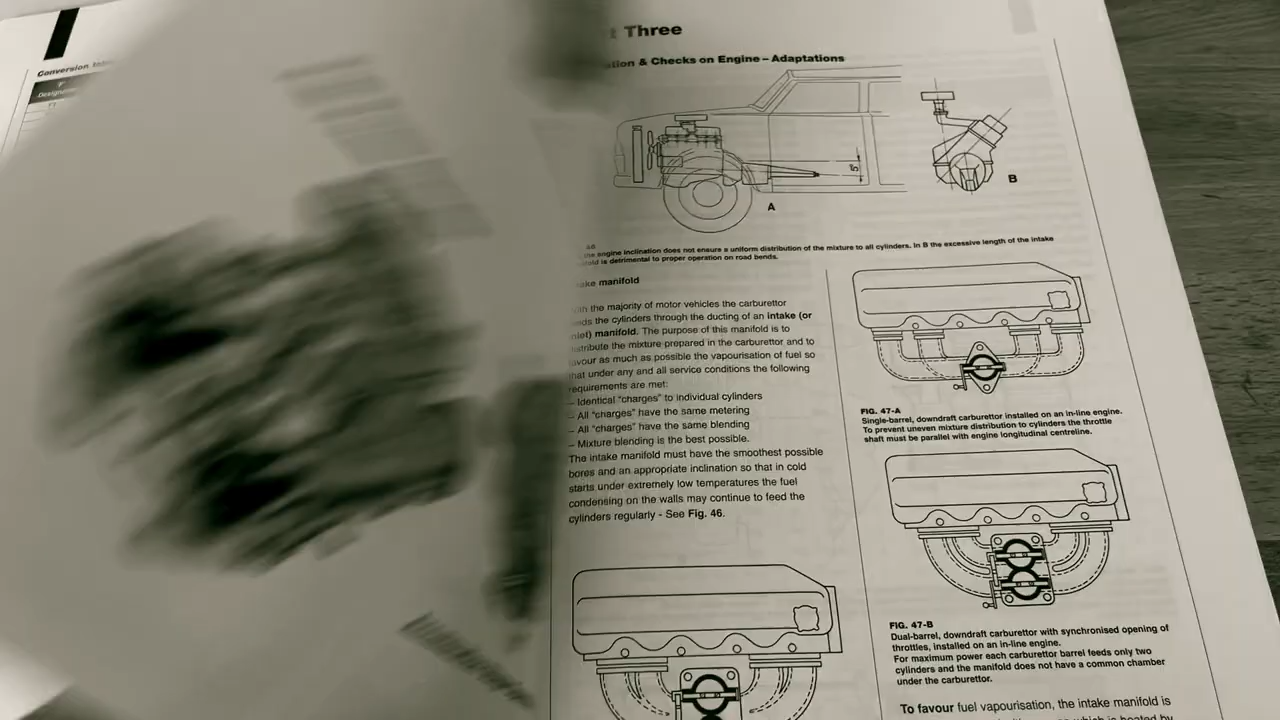 Conversion
Three
& Checks on Engine – Adaptations
5°
A
B
engine inclination does not ensure a uniform distribution of the mixture to all cylinders. In B the excessive length of the intake
is detrimental to proper operation on road bends.
manifold
the majority of motor vehicles the carburettor
the cylinders through the ducting of an intake (or
manifold. The purpose of this manifold is to
the mixture prepared in the carburettor and to
as much as possible the vapourisation of fuel so
that under any and all service conditions the following
requirements are met:
– Identical "charges" to individual cylinders
– All "charges" have the same metering
– All "charges" have the same blending
– Mixture blending is the best possible.
The intake manifold must have the smoothest possible
bores and an appropriate inclination so that in cold
starts under extremely low temperatures the fuel
condensing on the walls may continue to feed the
cylinders regularly - See Fig. 46.
FIG. 47-A
Single-barrel, downdraft carburettor installed on an in-line engine.
To prevent uneven mixture distribution to cylinders the throttle
shaft must be parallel with engine longitudinal centreline.
FIG. 47-B
Dual-barrel, downdraft carburettor with synchronised opening of
throttles, installed on an in-line engine.
For maximum power each carburettor barrel feeds only two
cylinders and the manifold does not have a common chamber
under the carburettor.
To favour fuel vapourisation, the intake manifold is
which is heated by